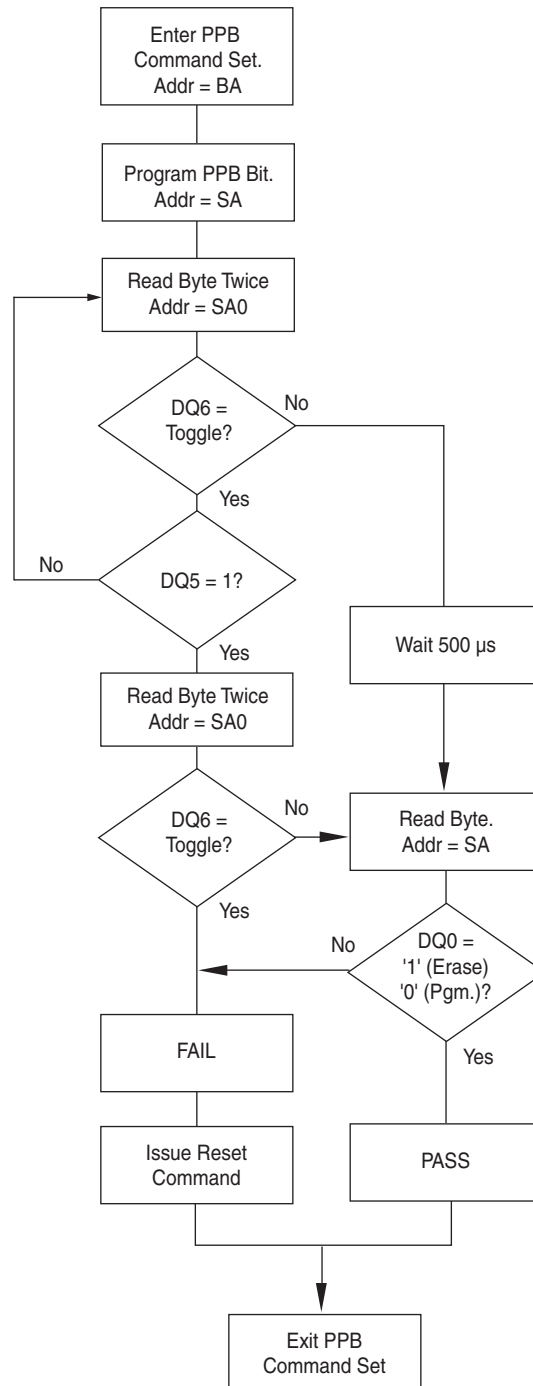 Enter PPB
Command Set.
Addr = BA
Program PPB Bit.
Addr = SA
Read Byte Twice
Addr = SA0
DQ6 =
Toggle?
No
Yes
No
DQ5 = 1?
Yes
Wait 500 µs
Read Byte Twice
Addr = SA0
DQ6 =
Toggle?
No
Yes
Read Byte.
Addr = SA
No
DQ0 =
'1' (Erase)
'0' (Pgm.)?
Yes
FAIL
Issue Reset
Command
PASS
Exit PPB
Command Set